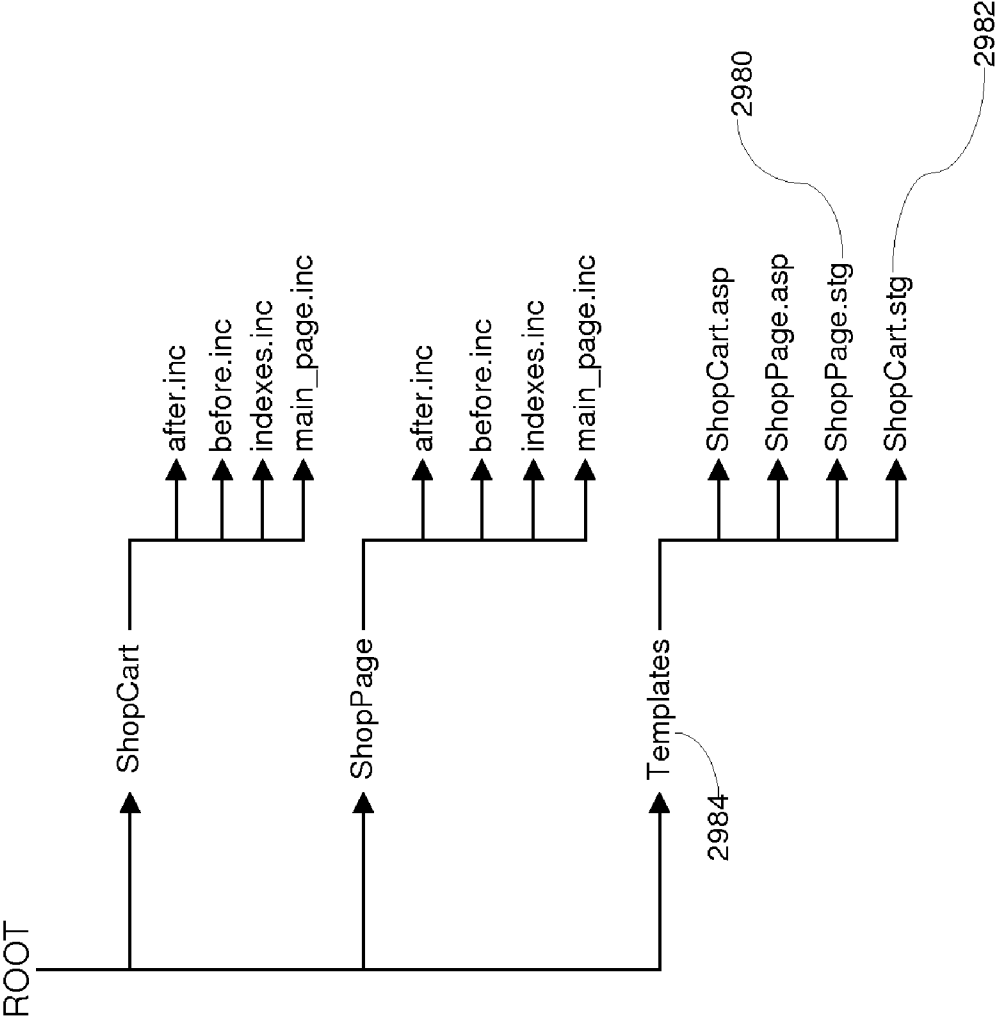 ROOT
ShopCart
after.inc
before.inc
indexes.inc
main_page.inc
ShopPage
after.inc
before.inc
indexes.inc
main_page.inc
Templates
2984
ShopCart.asp
ShopPage.asp
ShopPage.stg
2980
ShopCart.stg
2982